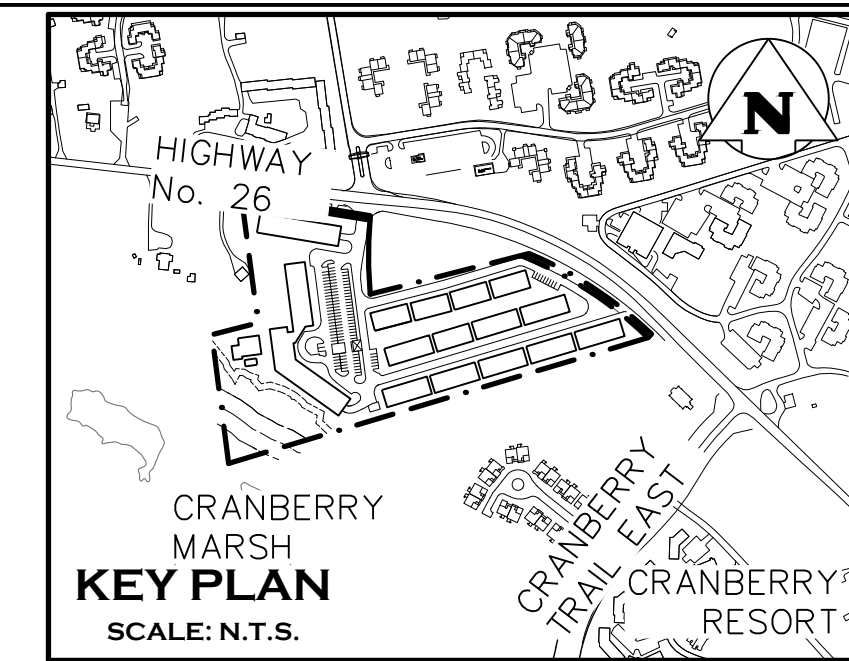 N
HIGHWAY
No. 26
CRANBERRY
MARSH
CRANBERRY
TRAIL EAST
CRANBERRY
RESORT
KEY PLAN
SCALE: N.T.S.